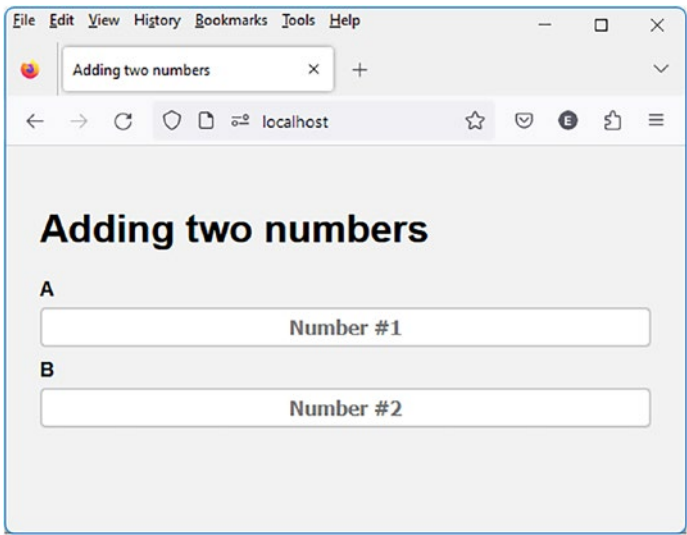 File Edit View History Bookmarks Tools Help
Adding two numbers
localhost
E
Adding two numbers
A
Number #1
B
Number #2